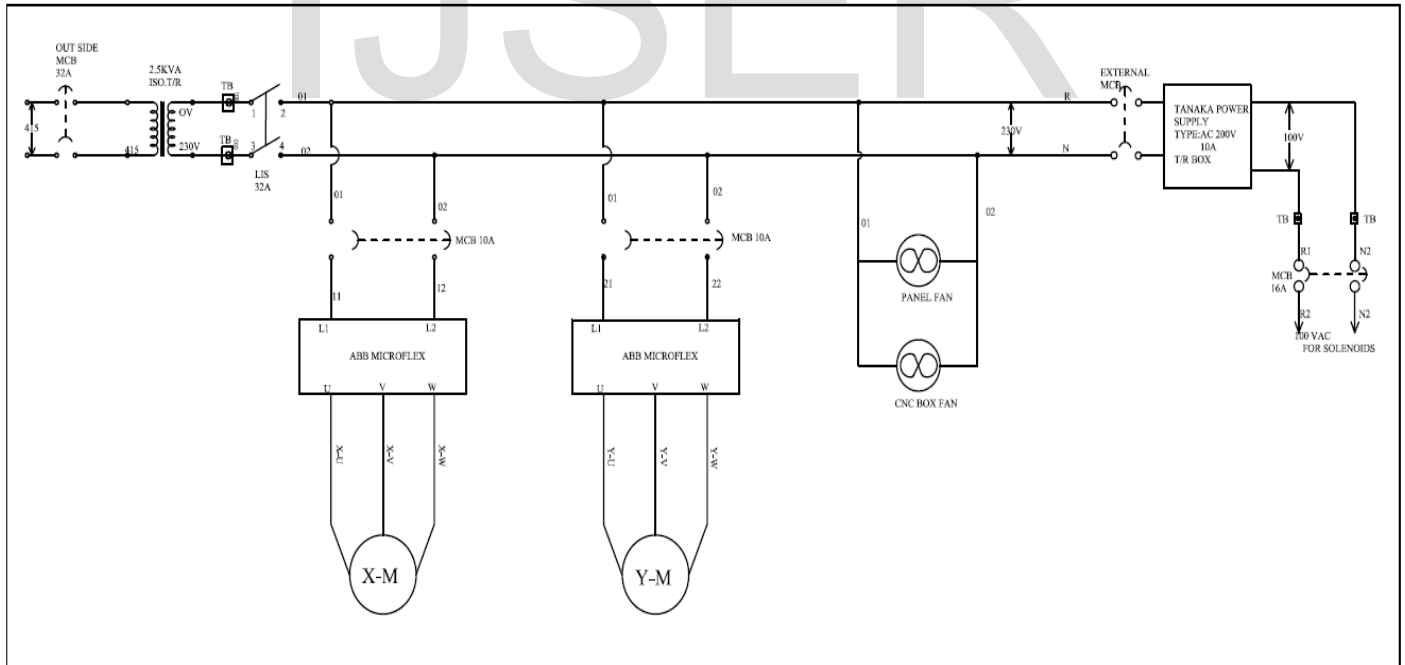 IJSER
OUT SIDE
MCB
32A
2.5KVA
ISO.T/R
TB
415
415
OV
230V
TB
1
2
3
4
LIS
32A
01
02
01
02
MCB 10A
11
12
L1
L2
ABB MICROFLEX
U
V
W
X-U
X-V
X-W
X-M
01
02
MCB 10A
21
22
L1
L2
ABB MICROFLEX
U
V
W
Y-U
Y-V
Y-W
Y-M
01
02
PANEL FAN
CNC BOX FAN
230V
R
N
EXTERNAL
MCB
TANAKA POWER
SUPPLY
TYPE:AC 200V
10A
T/R BOX
100V
TB
TB
R1
N2
MCB
16A
R2
N2
100 VAC
FOR SOLENOIDS